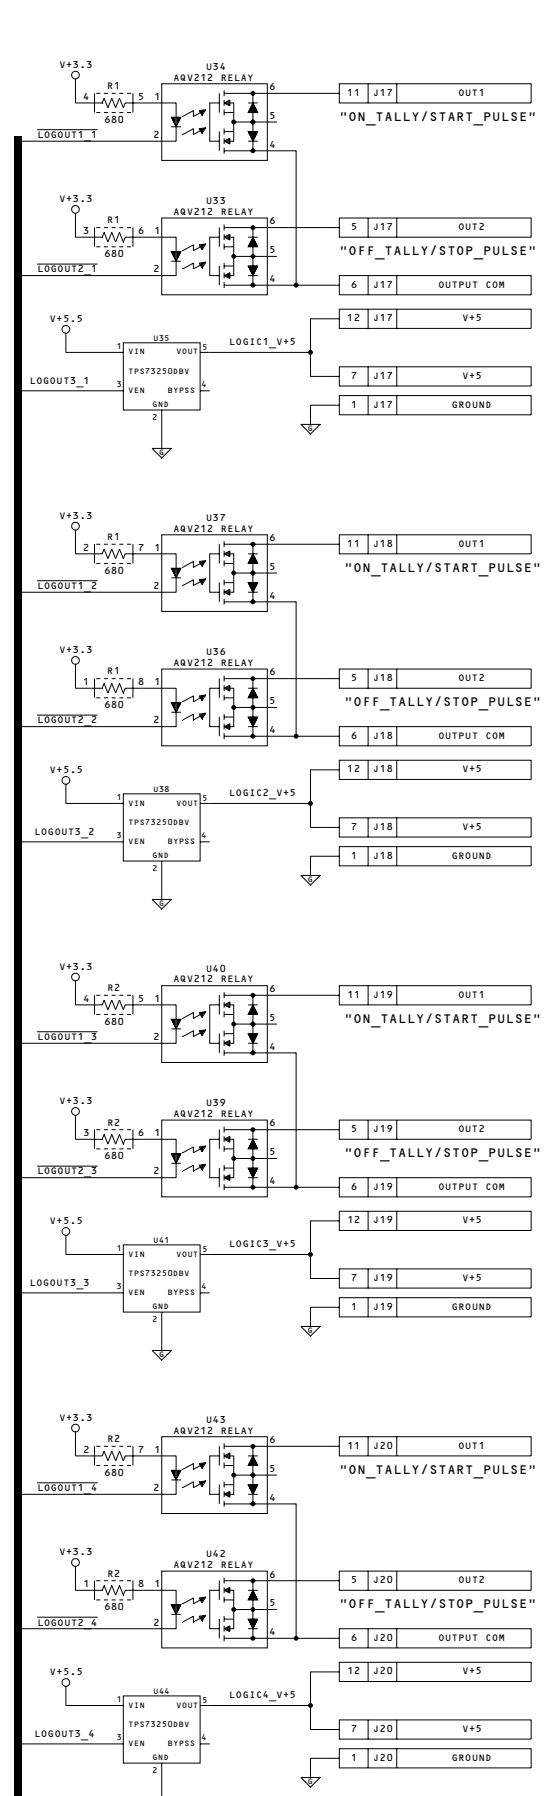 V+3.3
R1
4 5 1
680
LOGOUT1_1 2
U34
AQV212 RELAY
6
5
4
11 J17 OUT1
"ON_TALLY/START_PULSE"
V+3.3
R1
3 6 1
680
LOGOUT2_1 2
U33
AQV212 RELAY
6
5
4
5 J17 OUT2
"OFF_TALLY/STOP_PULSE"
6 J17 OUTPUT COM
V+5.5
U35
1 VIN VOUT 5
TPS73250DBV
LOGOUT3_1 3 VEN BYPSS 4
GND
2
G
LOGIC1_V+5
12 J17 V+5
7 J17 V+5
1 J17 GROUND
G
V+3.3
R1
2 7 1
680
LOGOUT1_2 2
U37
AQV212 RELAY
6
5
4
11 J18 OUT1
"ON_TALLY/START_PULSE"
V+3.3
R1
1 8 1
680
LOGOUT2_2 2
U36
AQV212 RELAY
6
5
4
5 J18 OUT2
"OFF_TALLY/STOP_PULSE"
6 J18 OUTPUT COM
V+5.5
U38
1 VIN VOUT 5
TPS73250DBV
LOGOUT3_2 3 VEN BYPSS 4
GND
2
G
LOGIC2_V+5
12 J18 V+5
7 J18 V+5
1 J18 GROUND
G
V+3.3
R2
4 5 1
680
LOGOUT1_3 2
U40
AQV212 RELAY
6
5
4
11 J19 OUT1
"ON_TALLY/START_PULSE"
V+3.3
R2
3 6 1
680
LOGOUT2_3 2
U39
AQV212 RELAY
6
5
4
5 J19 OUT2
"OFF_TALLY/STOP_PULSE"
6 J19 OUTPUT COM
V+5.5
U41
1 VIN VOUT 5
TPS73250DBV
LOGOUT3_3 3 VEN BYPSS 4
GND
2
G
LOGIC3_V+5
12 J19 V+5
7 J19 V+5
1 J19 GROUND
G
V+3.3
R2
2 7 1
680
LOGOUT1_4 2
U43
AQV212 RELAY
6
5
4
11 J20 OUT1
"ON_TALLY/START_PULSE"
V+3.3
R2
1 8 1
680
LOGOUT2_4 2
U42
AQV212 RELAY
6
5
4
5 J20 OUT2
"OFF_TALLY/STOP_PULSE"
6 J20 OUTPUT COM
V+5.5
U44
1 VIN VOUT 5
TPS73250DBV
LOGOUT3_4 3 VEN BYPSS 4
GND
2
LOGIC4_V+5
12 J20 V+5
7 J20 V+5
1 J20 GROUND
G